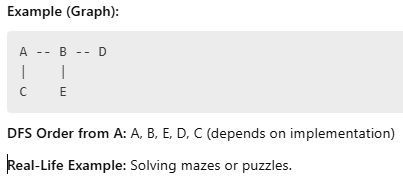 Example (Graph):
A -- B -- D
|    |
C    E
DFS Order from A: A, B, E, D, C (depends on implementation)
Real-Life Example: Solving mazes or puzzles.